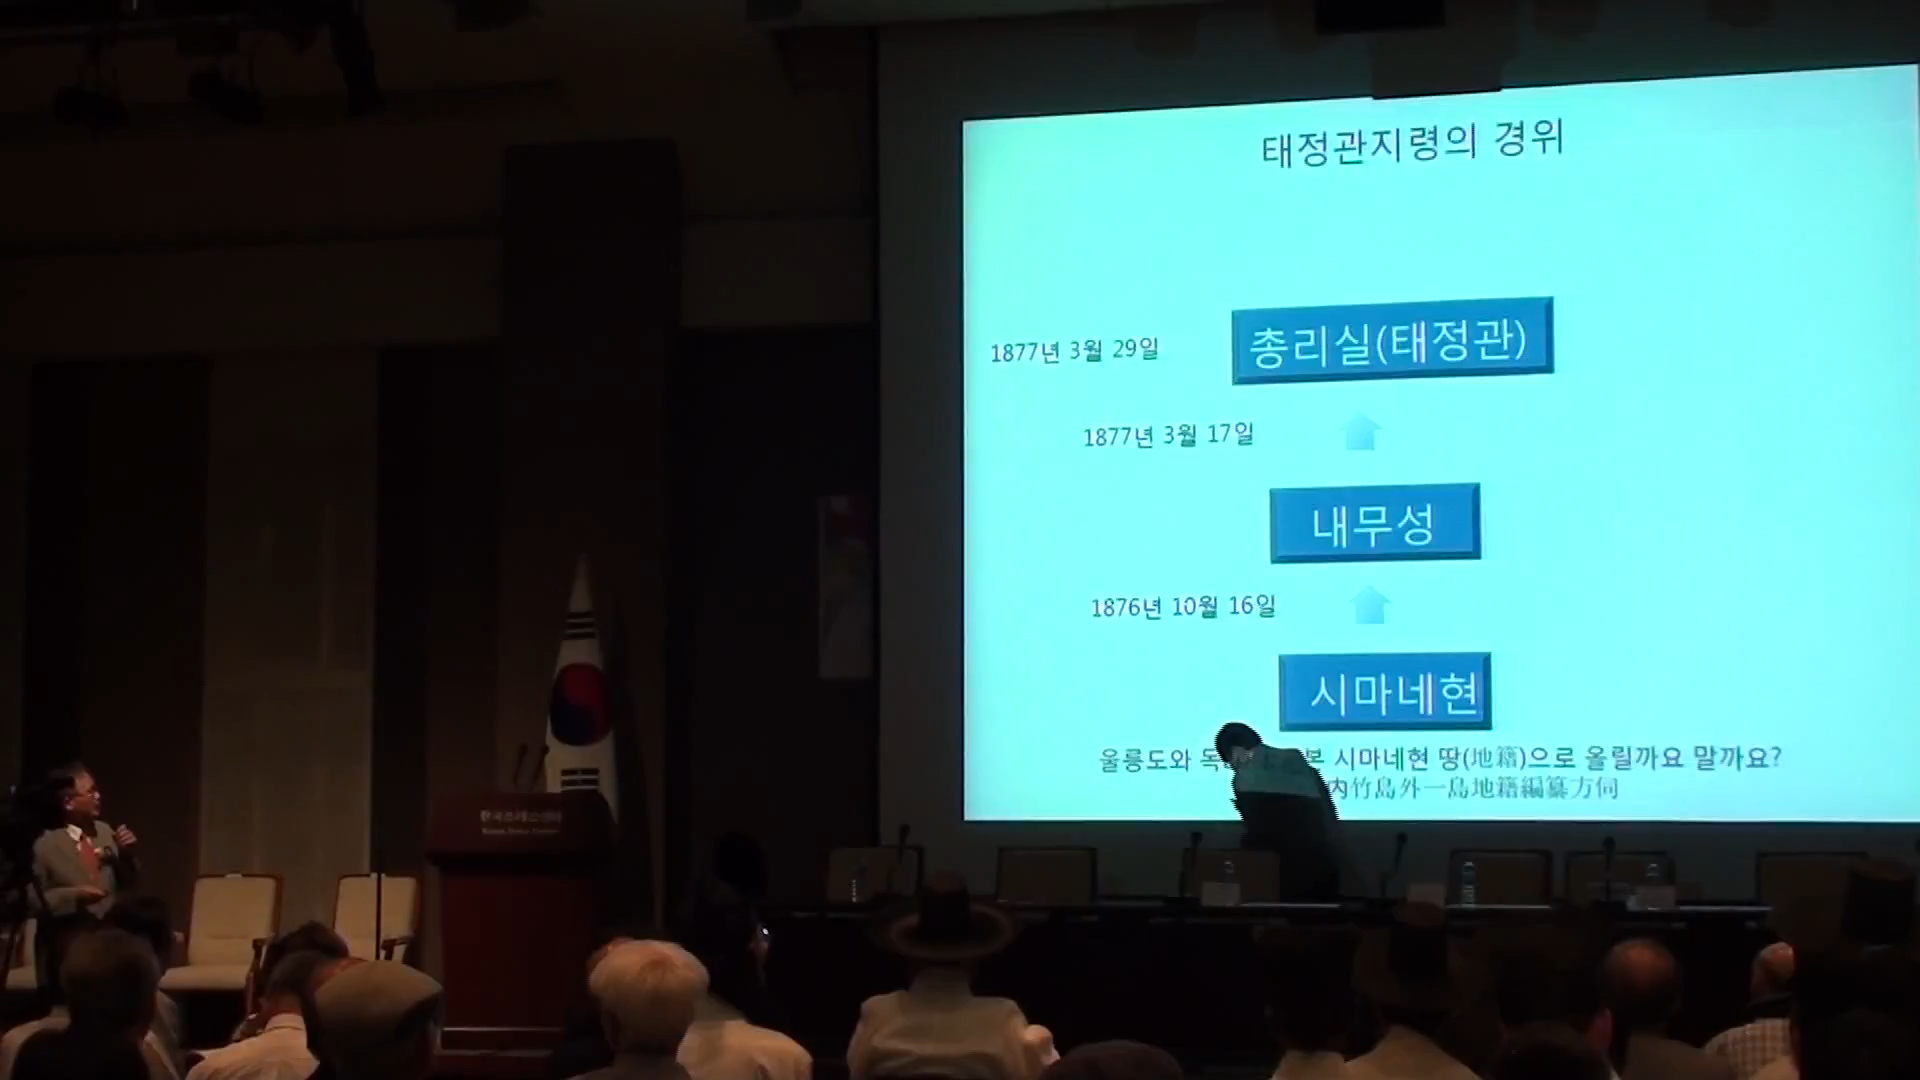 태정관지령의 경위
1877년 3월 29일
총리실(태정관)
1877년 3월 17일
내무성
1876년 10월 16일
시마네현
울릉도와 시마네현 땅(地籍)으로 올릴까요 말까요?
内竹島外一島地籍編纂方伺